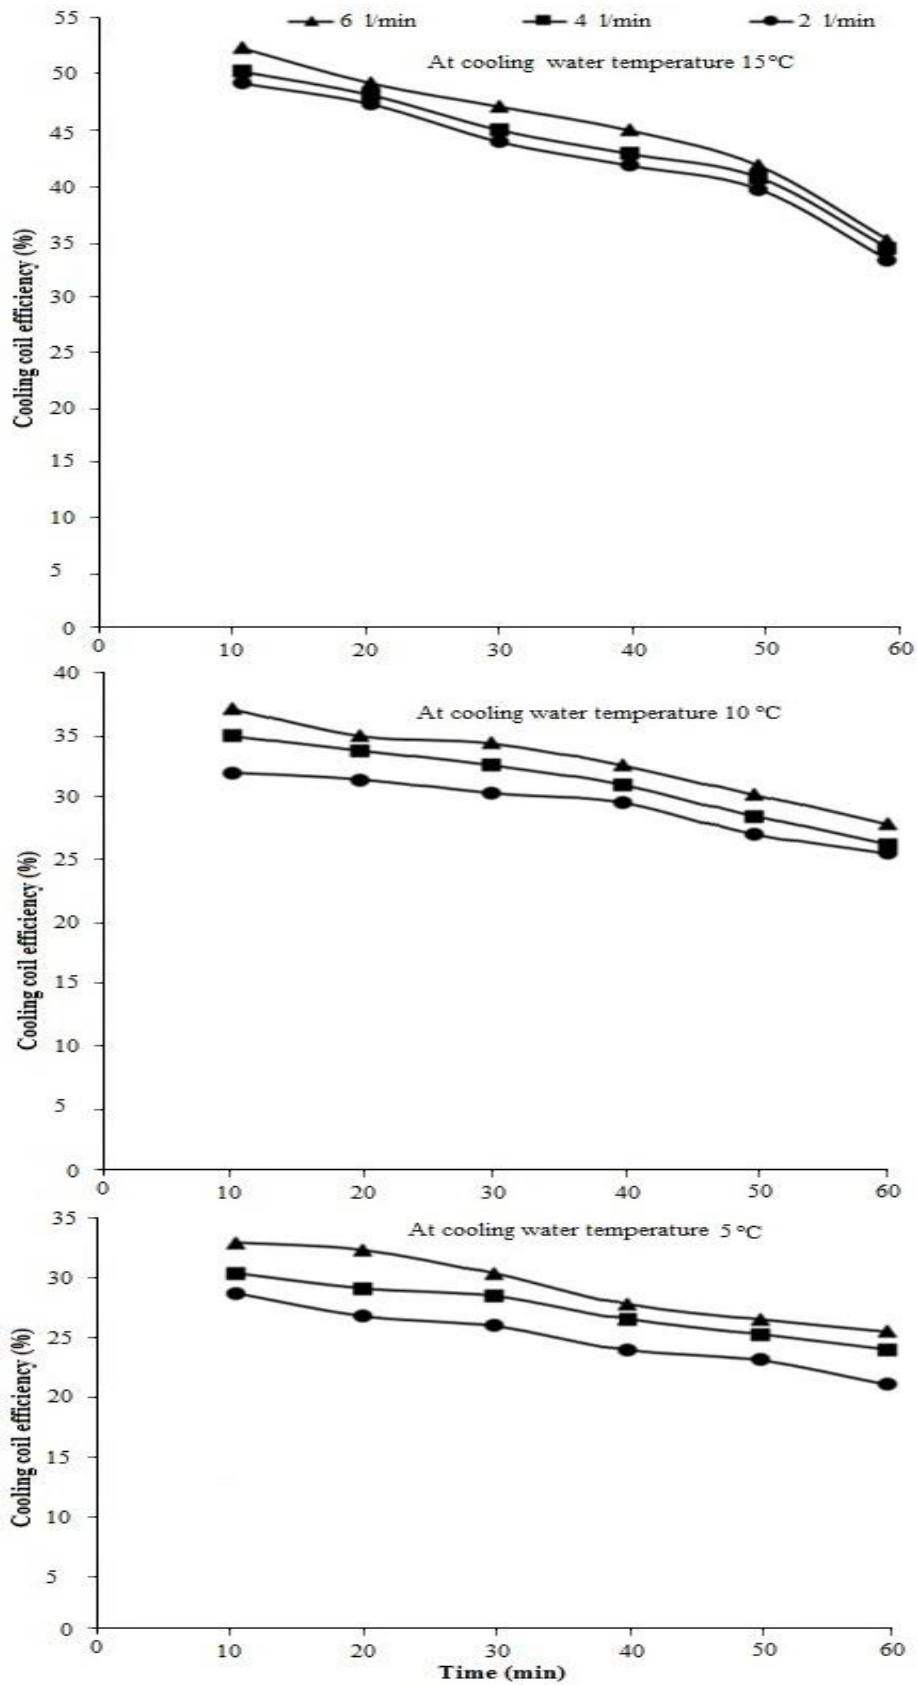 55
6 l/min
4 l/min
2 l/min
At cooling water temperature 15°C
50
45
40
35
30
25
20
15
10
5
0
Cooling coil efficiency (%)
0 10 20 30 40 50 60
40
At cooling water temperature 10 °C
35
30
25
20
15
10
5
0
Cooling coil efficiency (%)
0 10 20 30 40 50 60
35
At cooling water temperature 5 °C
30
25
20
15
10
5
0
Cooling coil efficiency (%)
0 10 20 30 40 50 60
Time (min)